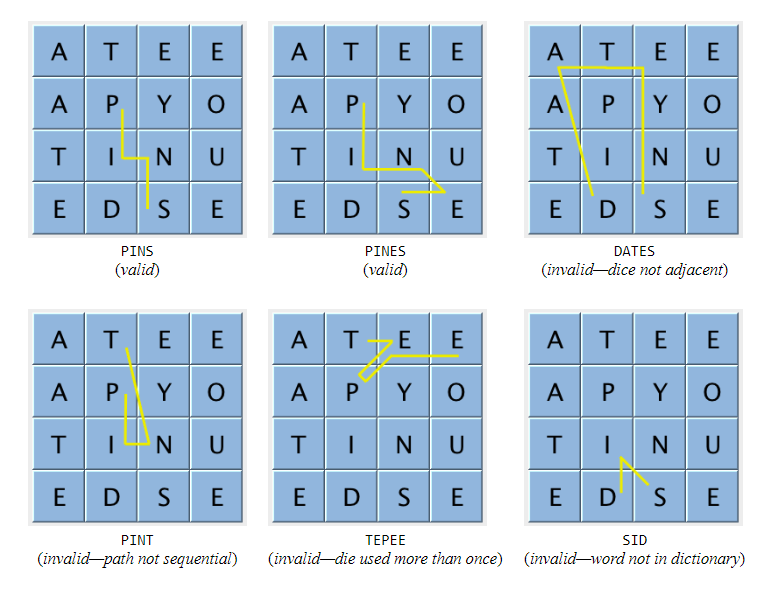 A T E E A T E E A T E E
A P Y O A P Y O A P Y O
T I N U T I N U T I N U
E D S E E D S E E D S E
PINS PINES DATES
(valid) (valid) (invalid—dice not adjacent)
A T E E A T E E A T E E
A P Y O A P Y O A P Y O
T I N U T I N U T I N U
E D S E E D S E E D S E
PINT TEPEE SID
(invalid—path not sequential) (invalid—die used more than once) (invalid—word not in dictionary)